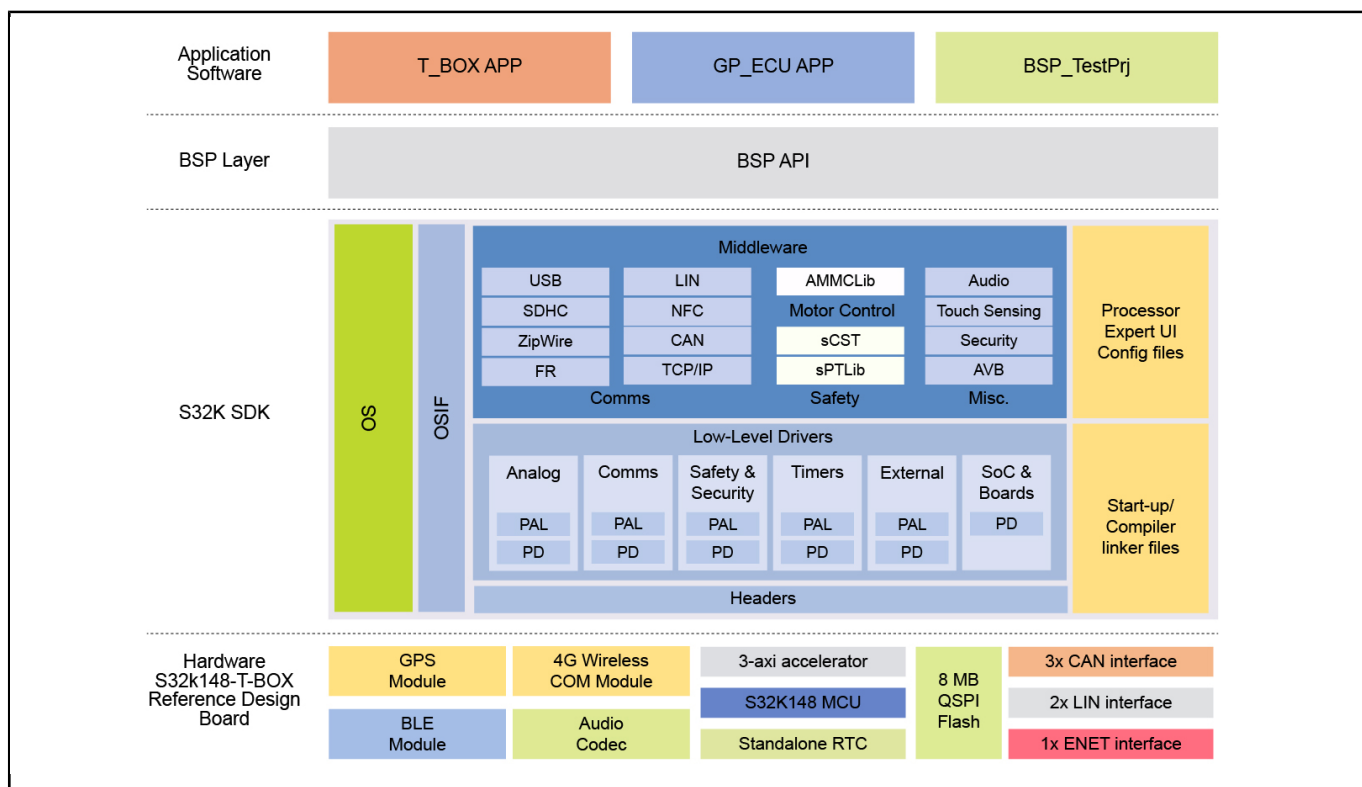 Application
Software
T_BOX APP
GP_ECU APP
BSP_TestPrj
BSP Layer
BSP API
S32K SDK
OS
OSIF
Middleware
USB
LIN
AMMCLib
Audio
SDHC
NFC
Motor Control
Touch Sensing
ZipWire
CAN
sCST
Security
FR
TCP/IP
sPTLib
AVB
Comms
Safety
Misc.
Processor
Expert UI
Config files
Low-Level Drivers
Analog
PAL
PD
Comms
PAL
PD
Safety &
Security
PAL
PD
Timers
PAL
PD
External
PAL
PD
SoC &
Boards
PD
Start-up/
Compiler
linker files
Headers
Hardware
S32k148-T-BOX
Reference Design
Board
GPS
Module
4G Wireless
COM Module
3-axi accelerator
8 MB
QSPI
Flash
3x CAN interface
S32K148 MCU
2x LIN interface
BLE
Module
Audio
Codec
Standalone RTC
1x ENET interface